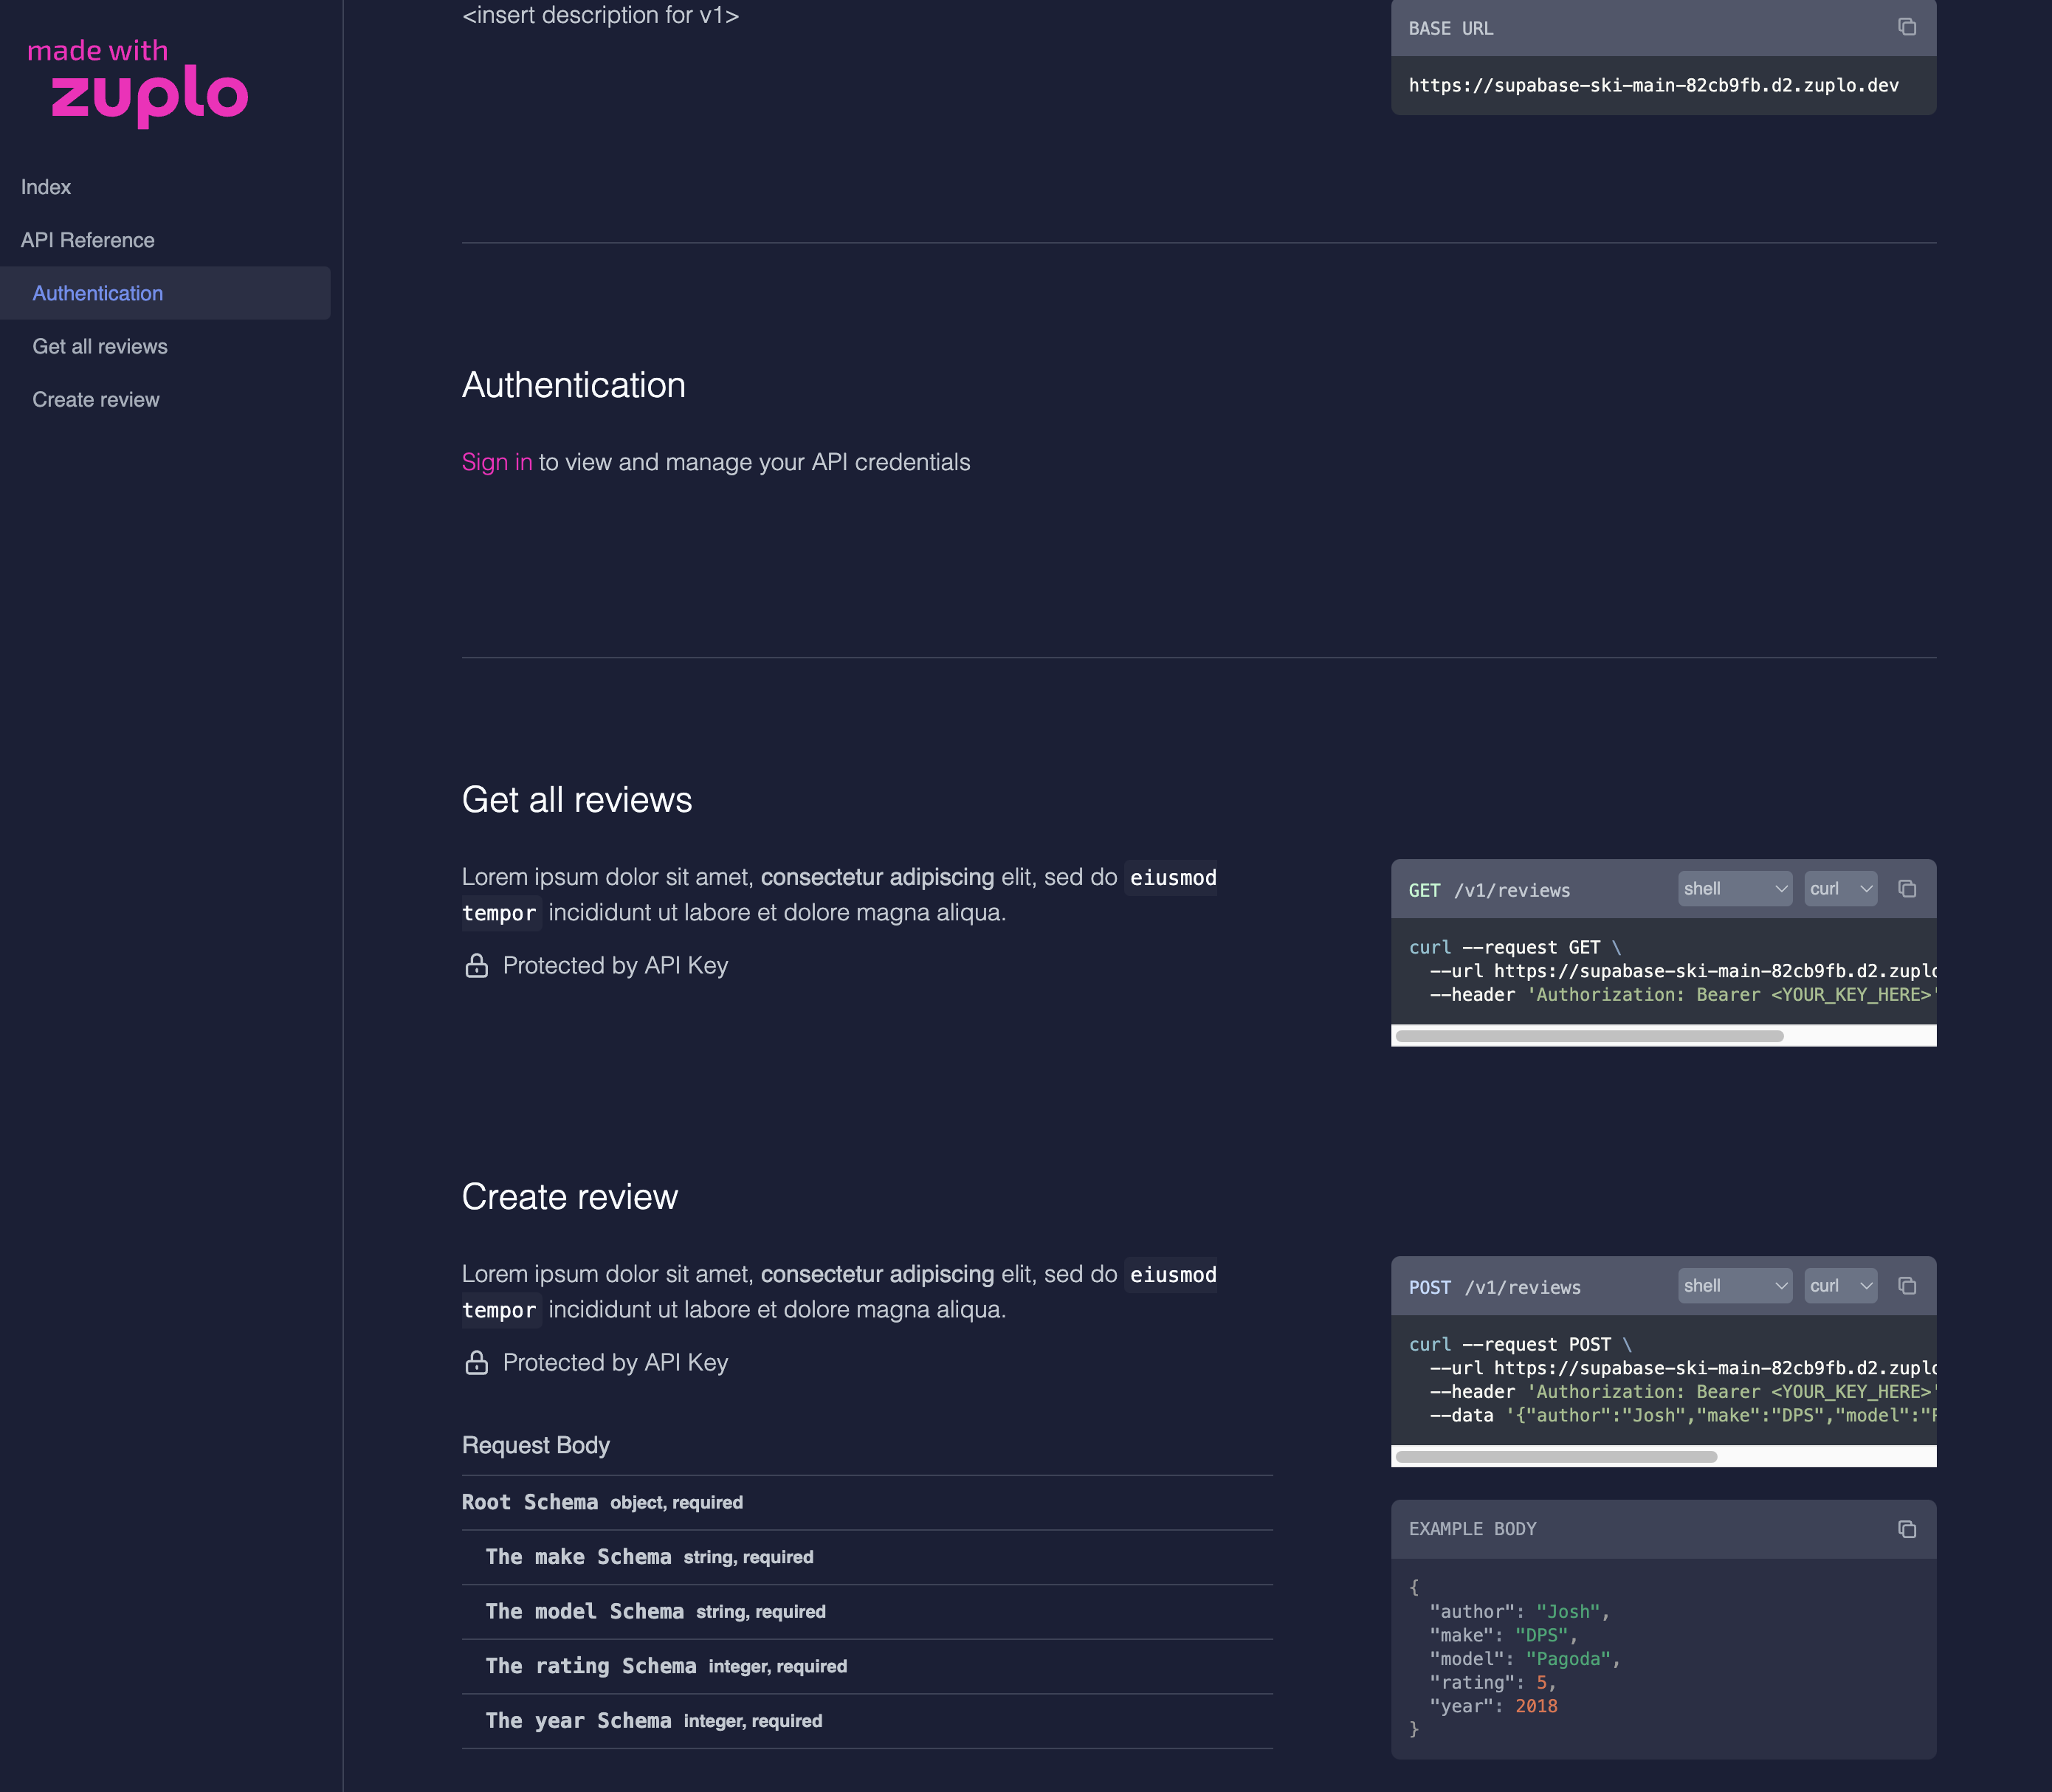 made with
zuplo
Index
API Reference
Authentication
Get all reviews
Create review
<insert description for v1>
BASE URL
https://supabase-ski-main-82cb9fb.d2.zuplo.dev
Authentication
Sign in to view and manage your API credentials
Get all reviews
Lorem ipsum dolor sit amet, consectetur adipiscing elit, sed do eiusmod
tempor incididunt ut labore et dolore magna aliqua.
Protected by API Key
GET /v1/reviews shell curl
curl --request GET \
--url https://supabase-ski-main-82cb9fb.d2.zuplo
--header 'Authorization: Bearer <YOUR_KEY_HERE>'
Create review
Lorem ipsum dolor sit amet, consectetur adipiscing elit, sed do eiusmod
tempor incididunt ut labore et dolore magna aliqua.
Protected by API Key
Request Body
Root Schema object, required
The make Schema string, required
The model Schema string, required
The rating Schema integer, required
The year Schema integer, required
POST /v1/reviews shell curl
curl --request POST \
--url https://supabase-ski-main-82cb9fb.d2.zuplo
--header 'Authorization: Bearer <YOUR_KEY_HERE>'
--data '{"author":"Josh","make":"DPS","model":"P
EXAMPLE BODY
{
"author": "Josh",
"make": "DPS",
"model": "Pagoda",
"rating": 5,
"year": 2018
}